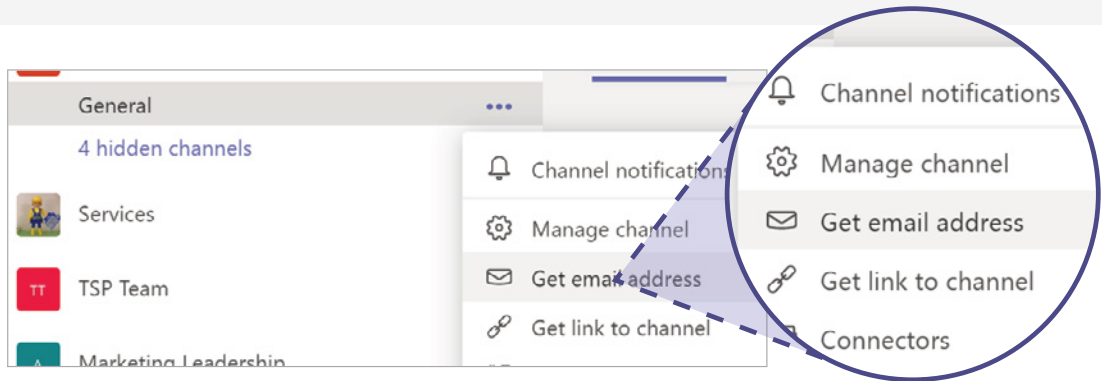 General
4 hidden channels
Services
TT
TSP Team
A
Marketing Leadership
Channel notifications
Manage channel
Get email address
Get link to channel
Channel notifications
Manage channel
Get email address
Get link to channel
Connectors